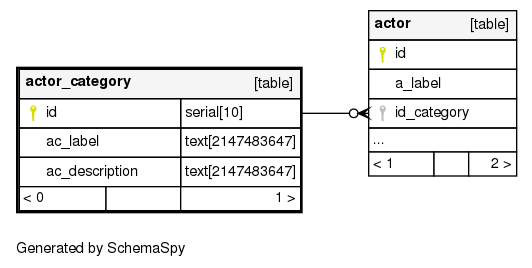 actor [table]
id
a_label
id_category
...
< 1 2 >
actor_category [table]
id serial[10]
ac_label text[2147483647]
ac_description text[2147483647]
< 0 1 >
Generated by SchemaSpy